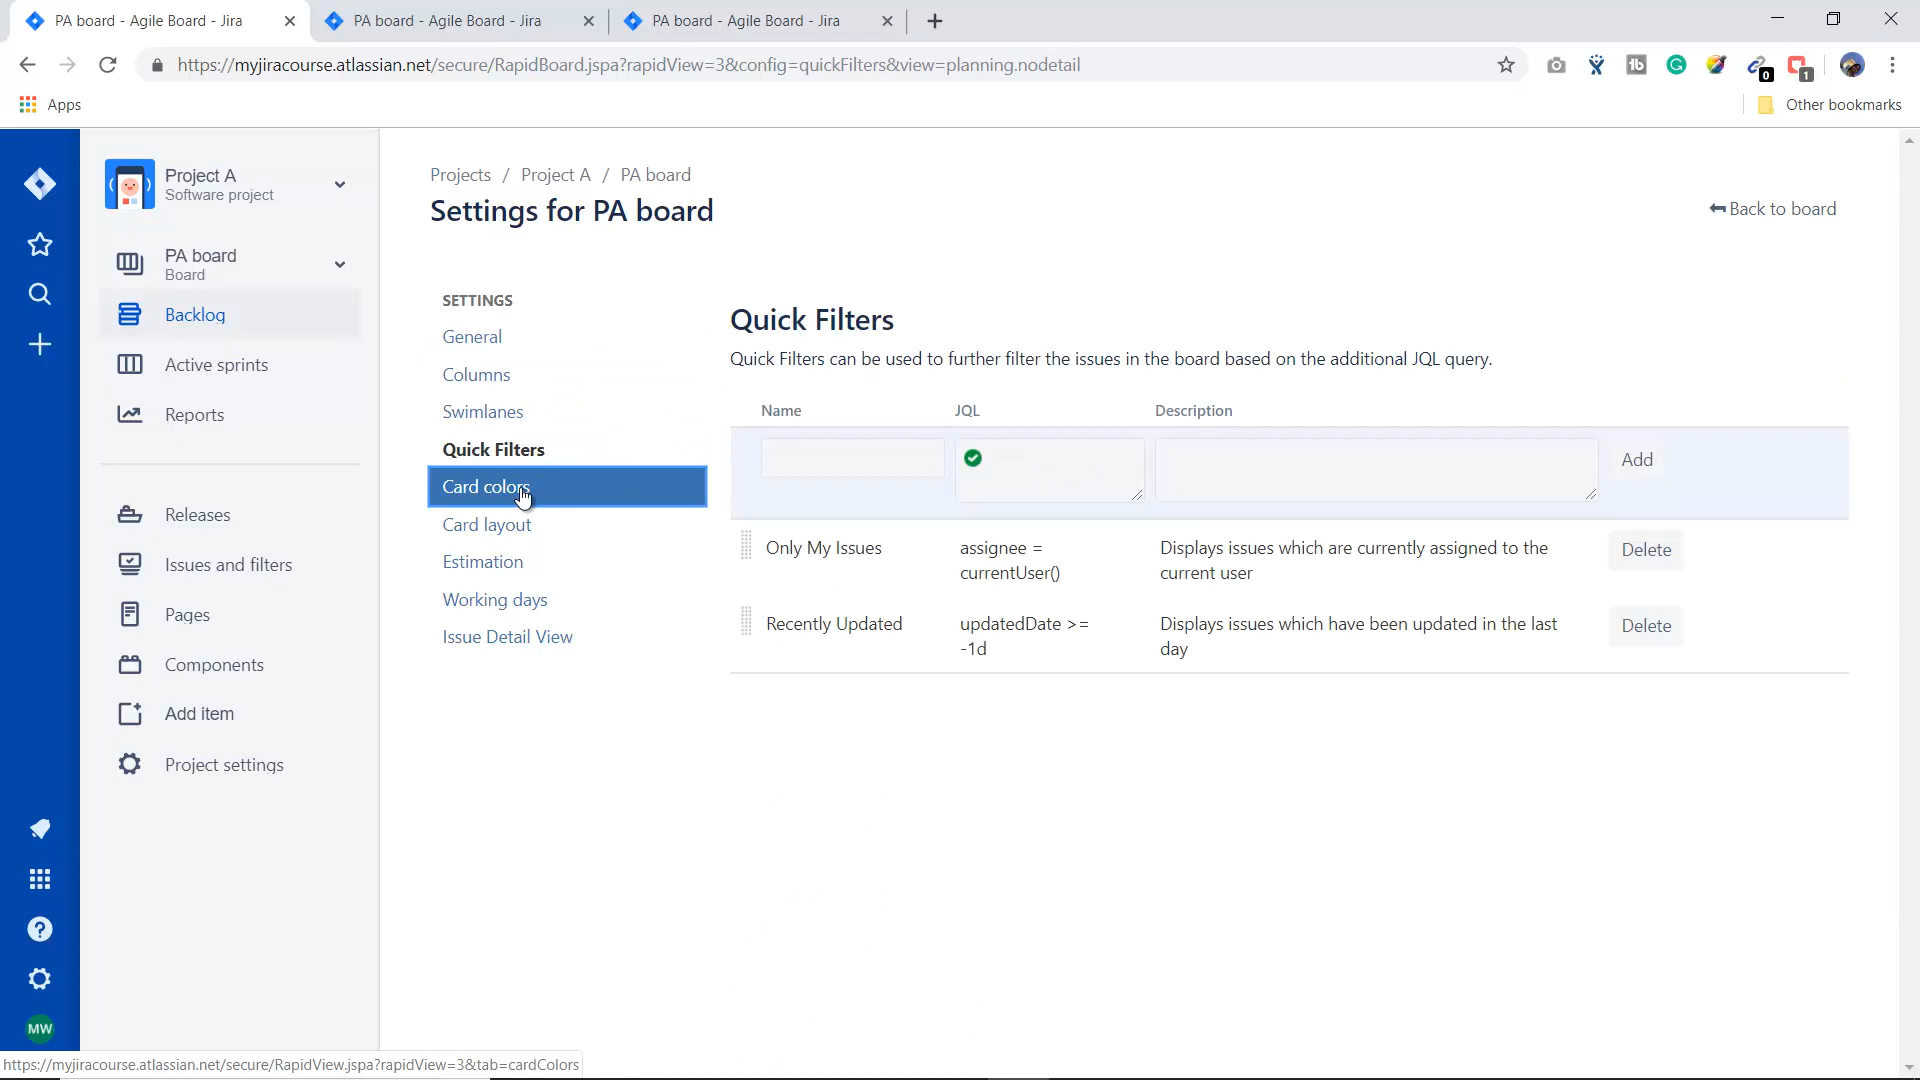 PA board - Agile Board - Jira
PA board - Agile Board - Jira
PA board - Agile Board - Jira
https://myjiracourse.atlassian.net/secure/RapidBoard.jspa?rapidView=3&config=quickFilters&view=planning.nodetail
0
1
Apps
Other bookmarks
Project A
Software project
PA board
Board
Backlog
Active sprints
Reports
Releases
Issues and filters
Pages
Components
Add item
Project settings
MW
Projects / Project A / PA board
Settings for PA board
Back to board
SETTINGS
General
Columns
Swimlanes
Quick Filters
Card colors
Card layout
Estimation
Working days
Issue Detail View
Quick Filters
Quick Filters can be used to further filter the issues in the board based on the additional JQL query.
Name JQL Description
Add
Only My Issues
assignee =
currentUser()
Displays issues which are currently assigned to the
current user
Delete
Recently Updated
updatedDate >=
-1d
Displays issues which have been updated in the last
day
Delete
https://myjiracourse.atlassian.net/secure/RapidView.jspa?rapidView=3&tab=cardColors